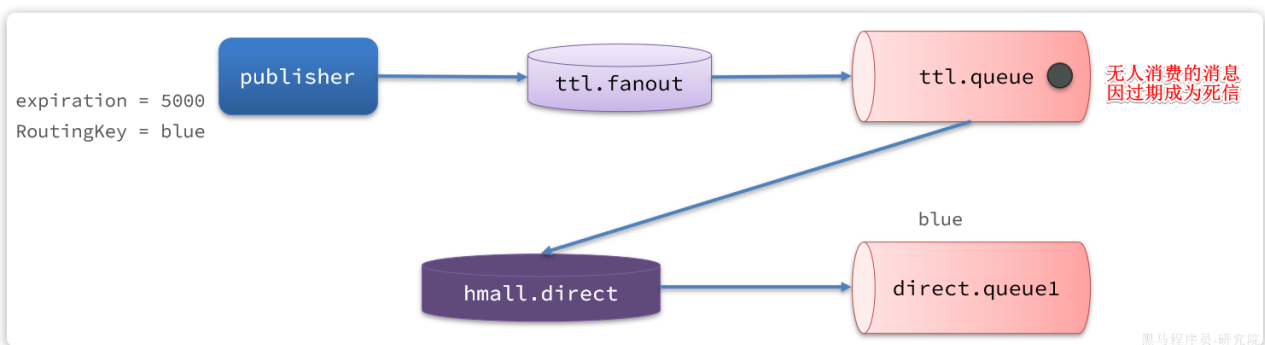 publisher
ttl.fanout
ttl.queue
无人消费的消息
因过期成为死信
expiration = 5000
RoutingKey = blue
blue
hmall.direct
direct.queue1
黑马程序员-研究院